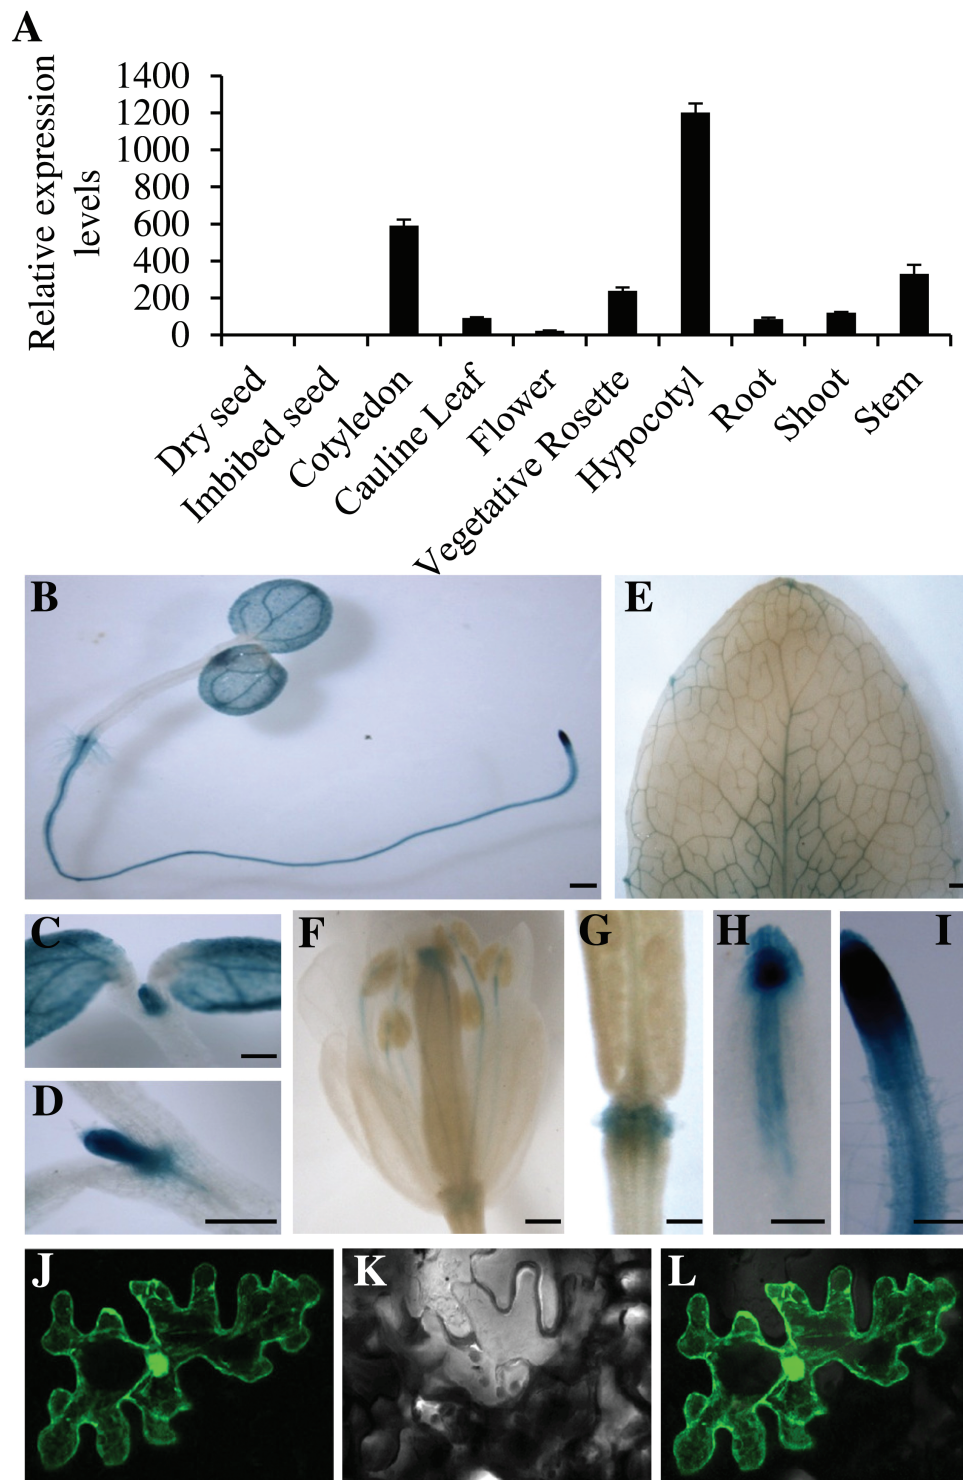 A
Relative expression
levels
1400
1200
1000
800
600
400
200
0
Dry seed
Imbibed seed
Cotyledon
Cauline Leaf
Flower
Vegetative Rosette
Hypocotyl
Root
Shoot
Stem
B
E
C
D
F
G
H
I
J
K
L